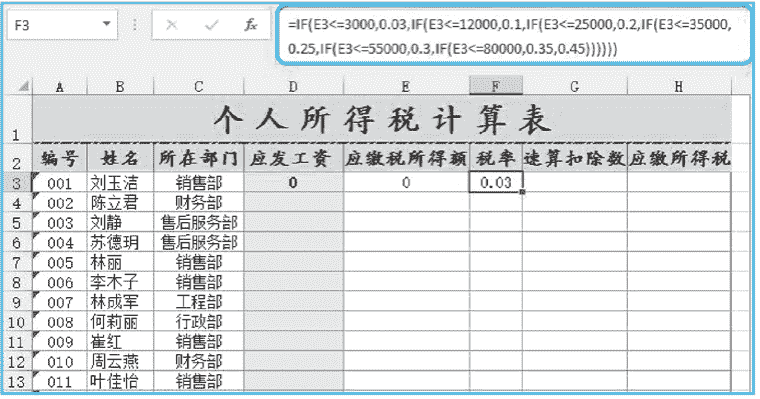 F3
=IF(E3<=3000,0.03,IF(E3<=12000,0.1,IF(E3<=25000,0.2,IF(E3<=35000,
0.25,IF(E3<=55000,0.3,IF(E3<=80000,0.35,0.45))))))
A B C D E F G H
1 个人所得税计算表
2 编号 姓名 所在部门 应发工资 应缴税所得额 税率 速算扣除数 应缴所得税
3 001 刘玉洁 销售部 0 0 0.03
4 002 陈立君 财务部
5 003 刘静 售后服务部
6 004 苏德玥 售后服务部
7 005 林丽 销售部
8 006 李木子 销售部
9 007 林成军 工程部
10 008 何莉丽 行政部
11 009 崔红 销售部
12 010 周云燕 财务部
13 011 叶佳怡 销售部